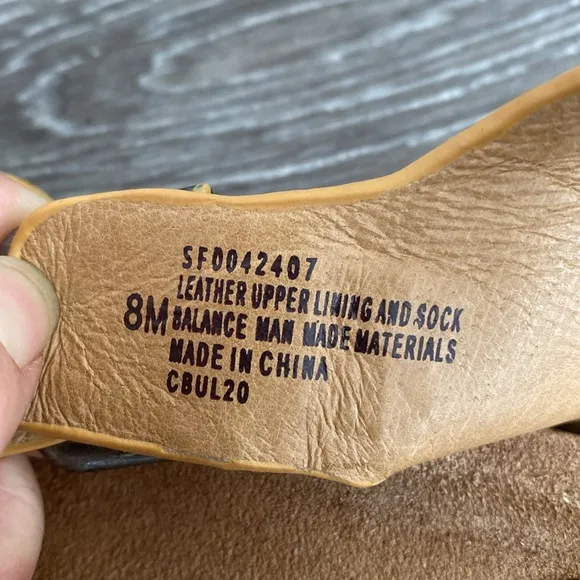 SF0042407
LEATHER UPPER LINING AND SOCK
8M BALANCE MAN MADE MATERIALS
MADE IN CHINA
CBUL20